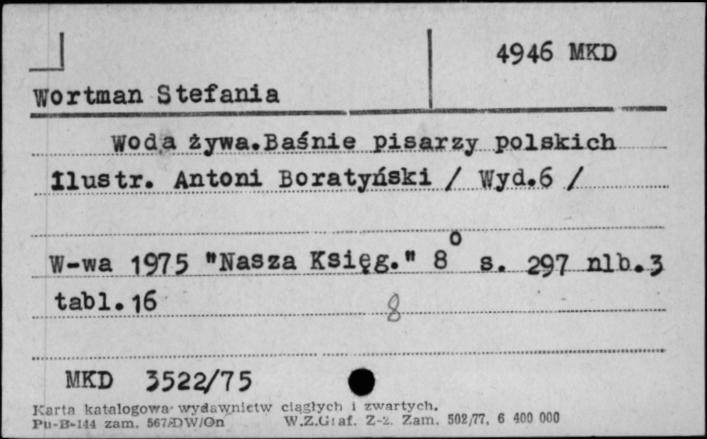 4946 MKD
Wortman Stefania
Woda żywa.Baśnie pisarzy polskich
Ilustr. Antoni Boratyński / Wyd.6 /
W-wa 1975 "Nasza Księg." 8° s. 297 nlb.3
tabl.16
8
MKD 3522/75
Karta katalogowa wydawnictw ciągłych i zwartych.
Pu-B-144 zam. 567/DW/Gn W.Z.Graf. Z-z. Zam. 502/77. 6 400 000